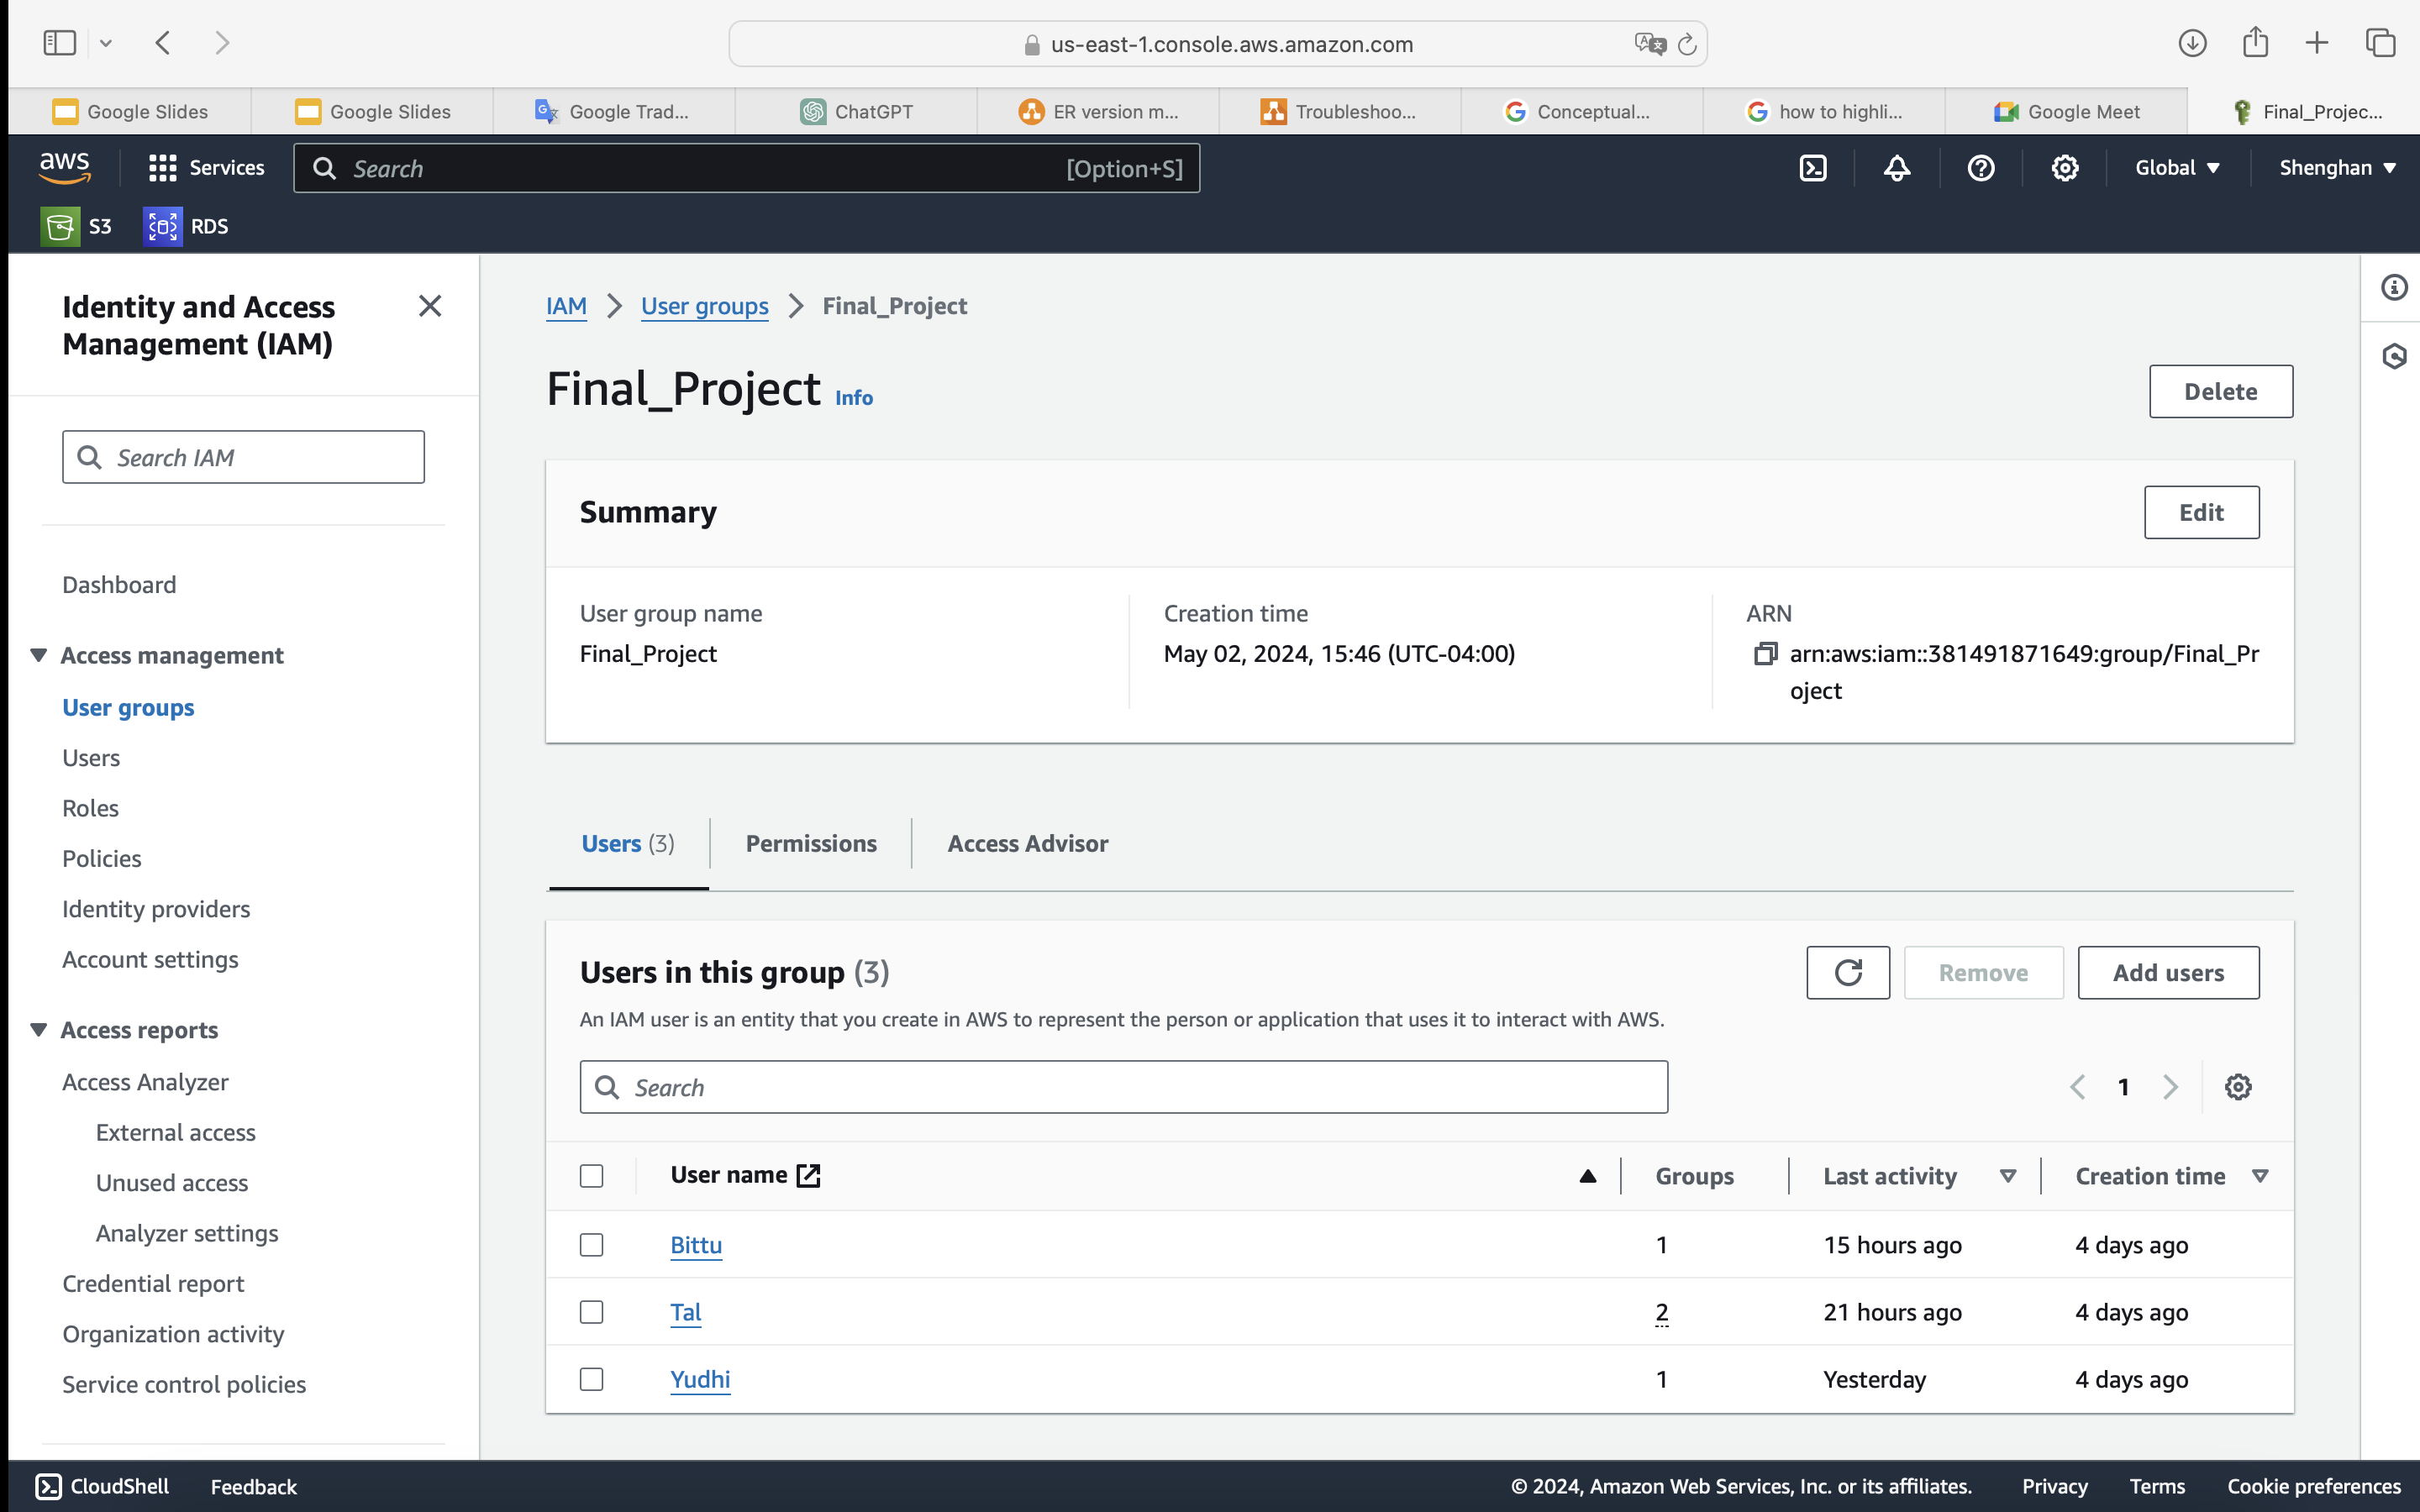 us-east-1.console.aws.amazon.com
Google Slides
Google Slides
Google Trad...
ChatGPT
ER version m...
Troubleshoo...
Conceptual...
how to highli...
Google Meet
Final_Projec...
aws
Services
Search
[Option+S]
Global
Shenghan
S3
RDS
Identity and Access
Management (IAM)
Search IAM
Dashboard
Access management
User groups
Users
Roles
Policies
Identity providers
Account settings
Access reports
Access Analyzer
External access
Unused access
Analyzer settings
Credential report
Organization activity
Service control policies
IAM > User groups > Final_Project
Final_Project Info
Delete
Summary
Edit
User group name
Final_Project
Creation time
May 02, 2024, 15:46 (UTC-04:00)
ARN
arn:aws:iam::381491871649:group/Final_Pr
oject
Users (3)
Permissions
Access Advisor
Users in this group (3)
Remove
Add users
An IAM user is an entity that you create in AWS to represent the person or application that uses it to interact with AWS.
Search
1
User name Groups Last activity Creation time
Bittu 1 15 hours ago 4 days ago
Tal 2 21 hours ago 4 days ago
Yudhi 1 Yesterday 4 days ago
CloudShell Feedback © 2024, Amazon Web Services, Inc. or its affiliates. Privacy Terms Cookie preferences